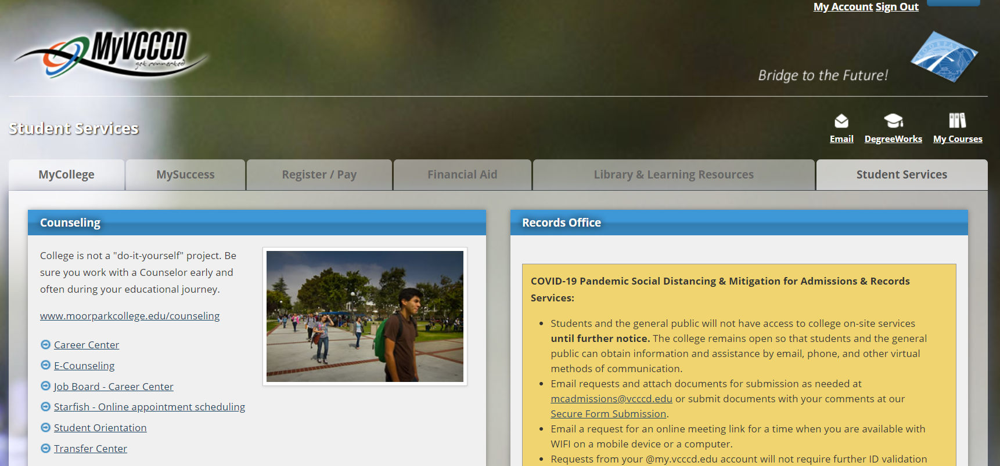 My Account Sign Out
MyVCCCD
get connected
Bridge to the Future!
MOORPARK
Student Services
Email DegreeWorks My Courses
MyCollege MySuccess Register / Pay Financial Aid Library & Learning Resources Student Services
Counseling
College is not a "do-it-yourself" project. Be
sure you work with a Counselor early and
often during your educational journey.
www.moorparkcollege.edu/counseling
Career Center
E-Counseling
Job Board - Career Center
Starfish - Online appointment scheduling
Student Orientation
Transfer Center
Records Office
COVID-19 Pandemic Social Distancing & Mitigation for Admissions & Records
Services:
• Students and the general public will not have access to college on-site services
until further notice. The college remains open so that students and the general
public can obtain information and assistance by email, phone, and other virtual
methods of communication.
• Email requests and attach documents for submission as needed at
mcadmissions@vcccd.edu or submit documents with your comments at our
Secure Form Submission.
• Email a request for an online meeting link for a time when you are available with
WIFI on a mobile device or a computer.
• Requests from your @my.vcccd.edu account will not require further ID validation